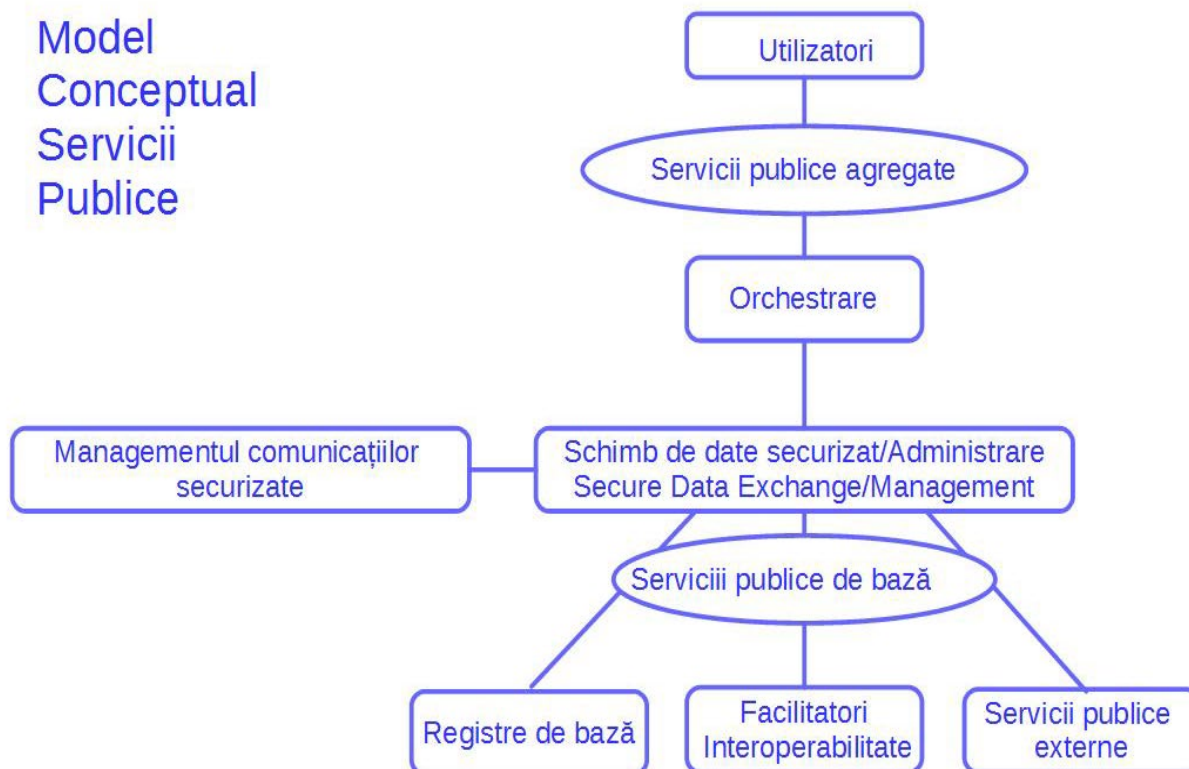 Model
Conceptual
Servicii
Publice
Utilizatori
Servicii publice agregate
Orchestrare
Managementul comunicațiilor
securizate
Schimb de date securizat/Administrare
Secure Data Exchange/Management
Serviciii publice de bază
Registre de bază
Facilitatori
Interoperabilitate
Servicii publice
externe